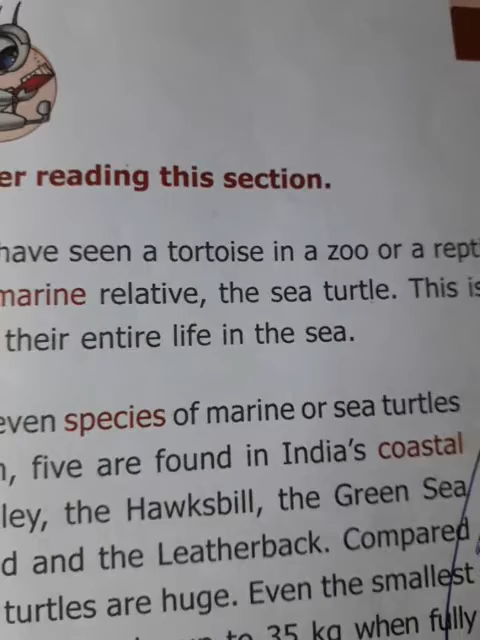 er reading this section.
have seen a tortoise in a zoo or a rept
marine relative, the sea turtle. This is
their entire life in the sea.
even species of marine or sea turtles
n, five are found in India's coastal
ley, the Hawksbill, the Green Sea
d and the Leatherback. Compared
turtles are huge. Even the smallest
to 35 kg when fully